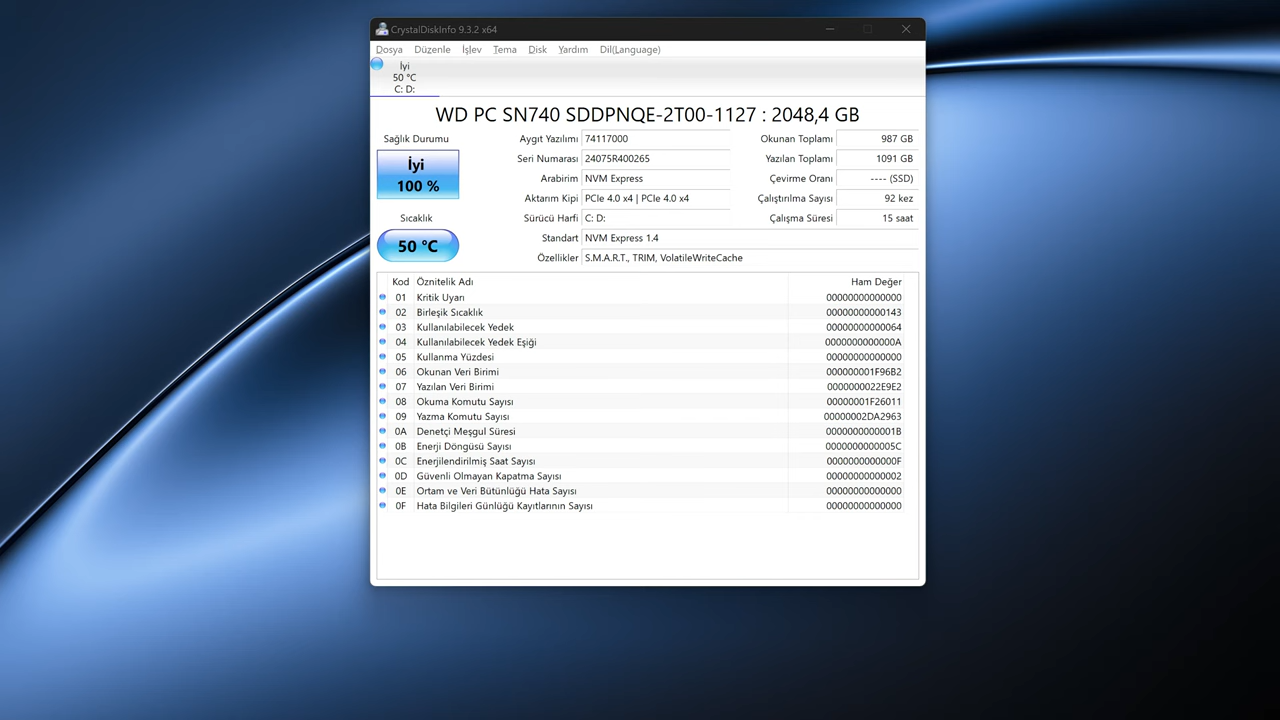 CrystalDiskInfo 9.3.2 x64
Dosya Düzenle İşlev Tema Disk Yardım Dil(Language)
İyi
50 °C
C: D:
WD PC SN740 SDDPNQE-2T00-1127 : 2048,4 GB
Sağlık Durumu
İyi
100 %
Sıcaklık
50 °C
Aygıt Yazılımı 74117000
Seri Numarası 24075R400265
Arabirim NVM Express
Aktarım Kipi PCIe 4.0 x4 | PCIe 4.0 x4
Sürücü Harfi C: D:
Standart NVM Express 1.4
Özellikler S.M.A.R.T., TRIM, VolatileWriteCache
Okunan Toplamı 987 GB
Yazılan Toplamı 1091 GB
Çevirme Oranı ---- (SSD)
Çalıştırılma Sayısı 92 kez
Çalışma Süresi 15 saat
Kod Öznitelik Adı Ham Değer
01 Kritik Uyarı 00000000000000
02 Birleşik Sıcaklık 00000000000143
03 Kullanılabilecek Yedek 00000000000064
04 Kullanılabilecek Yedek Eşiği 0000000000000A
05 Kullanma Yüzdesi 00000000000000
06 Okunan Veri Birimi 000000001F96B2
07 Yazılan Veri Birimi 0000000022E9E2
08 Okuma Komutu Sayısı 00000001F26011
09 Yazma Komutu Sayısı 00000002DA2963
0A Denetçi Meşgul Süresi 0000000000001B
0B Enerji Döngüsü Sayısı 0000000000005C
0C Enerjilendirilmiş Saat Sayısı 0000000000000F
0D Güvenli Olmayan Kapatma Sayısı 00000000000002
0E Ortam ve Veri Bütünlüğü Hata Sayısı 00000000000000
0F Hata Bilgileri Günlüğü Kayıtlarının Sayısı 00000000000000